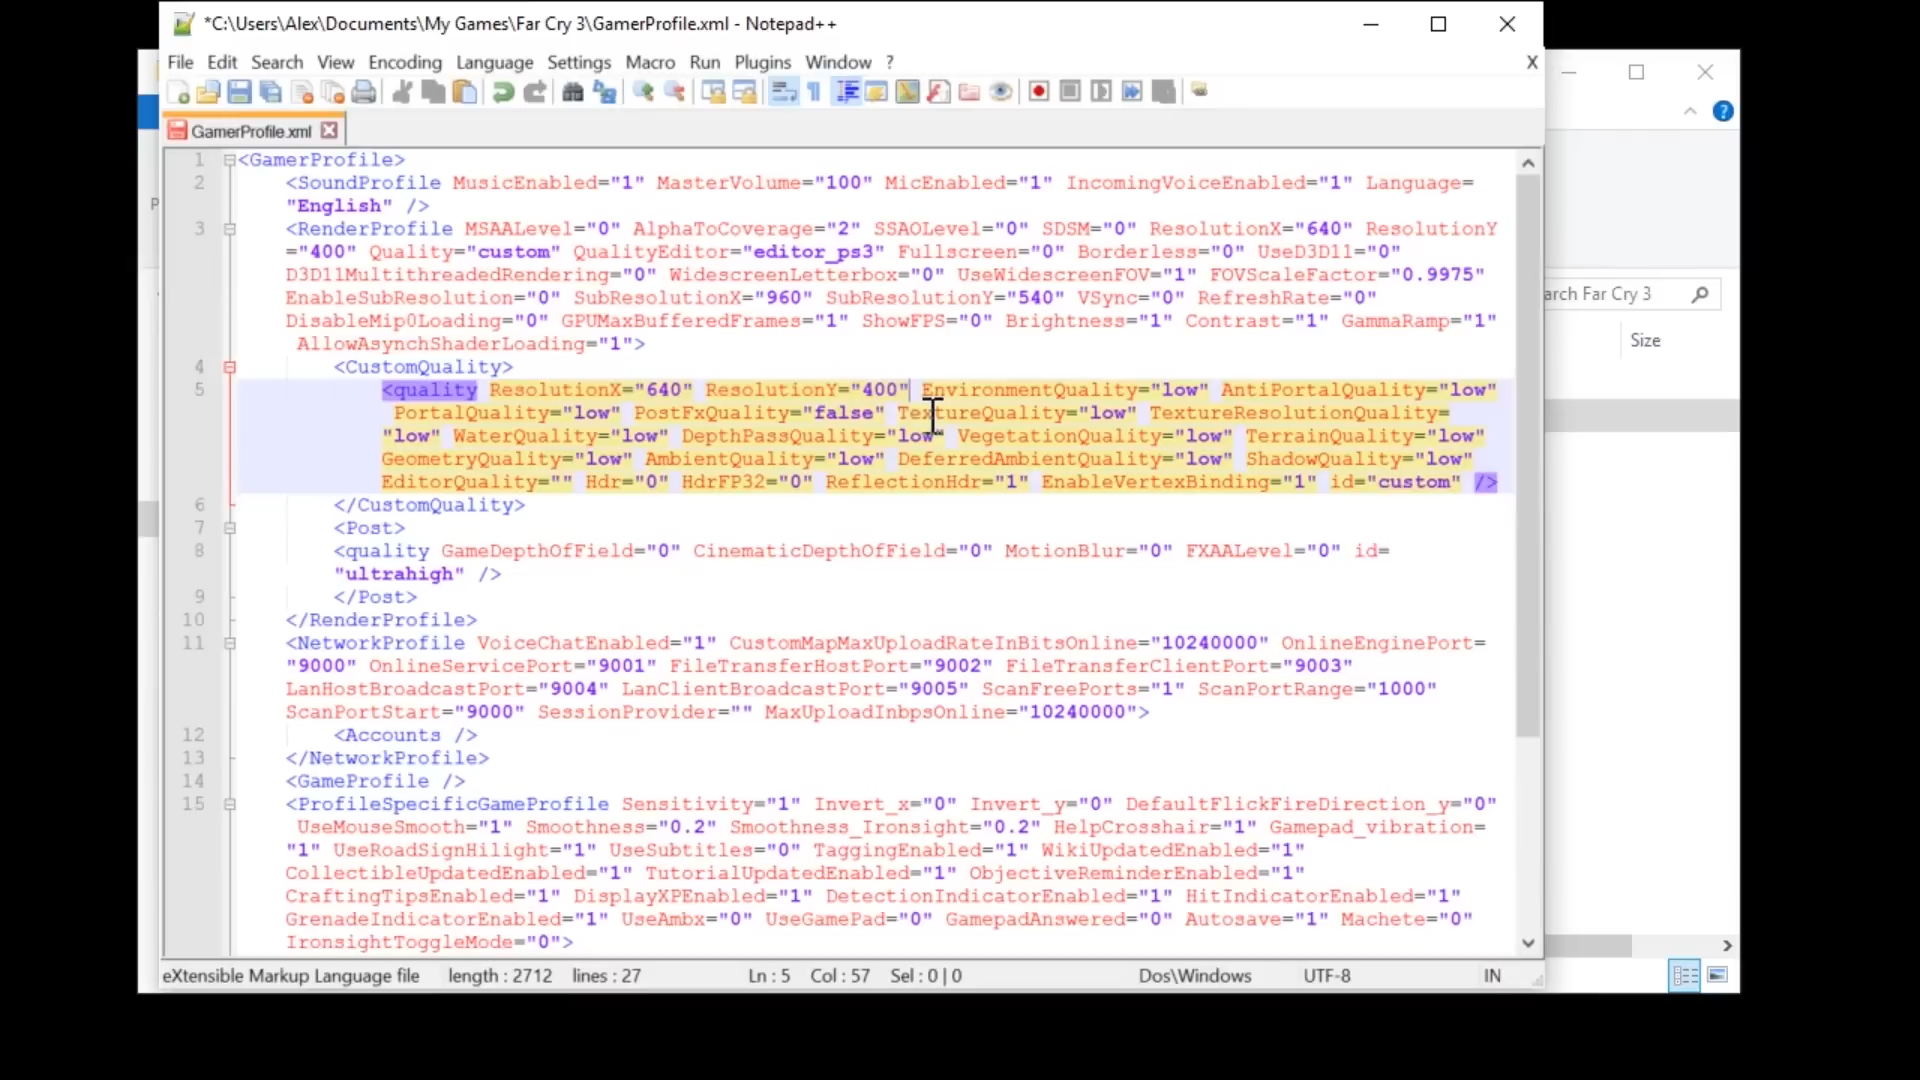 *C:\Users\Alex\Documents\My Games\Far Cry 3\GamerProfile.xml - Notepad++
File Edit Search View Encoding Language Settings Macro Run Plugins Window ? X
GamerProfile.xml
1 <GamerProfile>
2 <SoundProfile MusicEnabled="1" MasterVolume="100" MicEnabled="1" IncomingVoiceEnabled="1" Language=
"English" />
3 <RenderProfile MSAALevel="0" AlphaToCoverage="2" SSAOLevel="0" SDSM="0" ResolutionX="640" ResolutionY
="400" Quality="custom" QualityEditor="editor_ps3" Fullscreen="0" Borderless="0" UseD3D11="0"
D3D11MultithreadedRendering="0" WidescreenLetterbox="0" UseWidescreenFOV="1" FOVScaleFactor="0.9975"
EnableSubResolution="0" SubResolutionX="960" SubResolutionY="540" VSync="0" RefreshRate="0"
DisableMip0Loading="0" GPUMaxBufferedFrames="1" ShowFPS="0" Brightness="1" Contrast="1" GammaRamp="1"
AllowAsynchShaderLoading="1">
4 <CustomQuality>
5 <quality ResolutionX="640" ResolutionY="400" EnvironmentQuality="low" AntiPortalQuality="low"
PortalQuality="low" PostFxQuality="false" TextureQuality="low" TextureResolutionQuality=
"low" WaterQuality="low" DepthPassQuality="low" VegetationQuality="low" TerrainQuality="low"
GeometryQuality="low" AmbientQuality="low" DeferredAmbientQuality="low" ShadowQuality="low"
EditorQuality="" Hdr="0" HdrFP32="0" ReflectionHdr="1" EnableVertexBinding="1" id="custom" />
6 </CustomQuality>
7 <Post>
8 <quality GameDepthOfField="0" CinematicDepthOfField="0" MotionBlur="0" FXAALevel="0" id=
"ultrahigh" />
9 </Post>
10 </RenderProfile>
11 <NetworkProfile VoiceChatEnabled="1" CustomMapMaxUploadRateInBitsOnline="10240000" OnlineEnginePort=
"9000" OnlineServicePort="9001" FileTransferHostPort="9002" FileTransferClientPort="9003"
LanHostBroadcastPort="9004" LanClientBroadcastPort="9005" ScanFreePorts="1" ScanPortRange="1000"
ScanPortStart="9000" SessionProvider="" MaxUploadInbpsOnline="10240000">
12 <Accounts />
13 </NetworkProfile>
14 <GameProfile />
15 <ProfileSpecificGameProfile Sensitivity="1" Invert_x="0" Invert_y="0" DefaultFlickFireDirection_y="0"
UseMouseSmooth="1" Smoothness="0.2" Smoothness_Ironsight="0.2" HelpCrosshair="1" Gamepad_vibration=
"1" UseRoadSignHilight="1" UseSubtitles="0" TaggingEnabled="1" WikiUpdatedEnabled="1"
CollectibleUpdatedEnabled="1" TutorialUpdatedEnabled="1" ObjectiveReminderEnabled="1"
CraftingTipsEnabled="1" DisplayXPEnabled="1" DetectionIndicatorEnabled="1" HitIndicatorEnabled="1"
GrenadeIndicatorEnabled="1" UseAmbx="0" UseGamePad="0" GamepadAnswered="0" Autosave="1" Machete="0"
IronsightToggleMode="0">
eXtensible Markup Language file length : 2712 lines : 27 Ln : 5 Col : 57 Sel : 0 | 0 Dos\Windows UTF-8 IN
P
arch Far Cry 3
Size